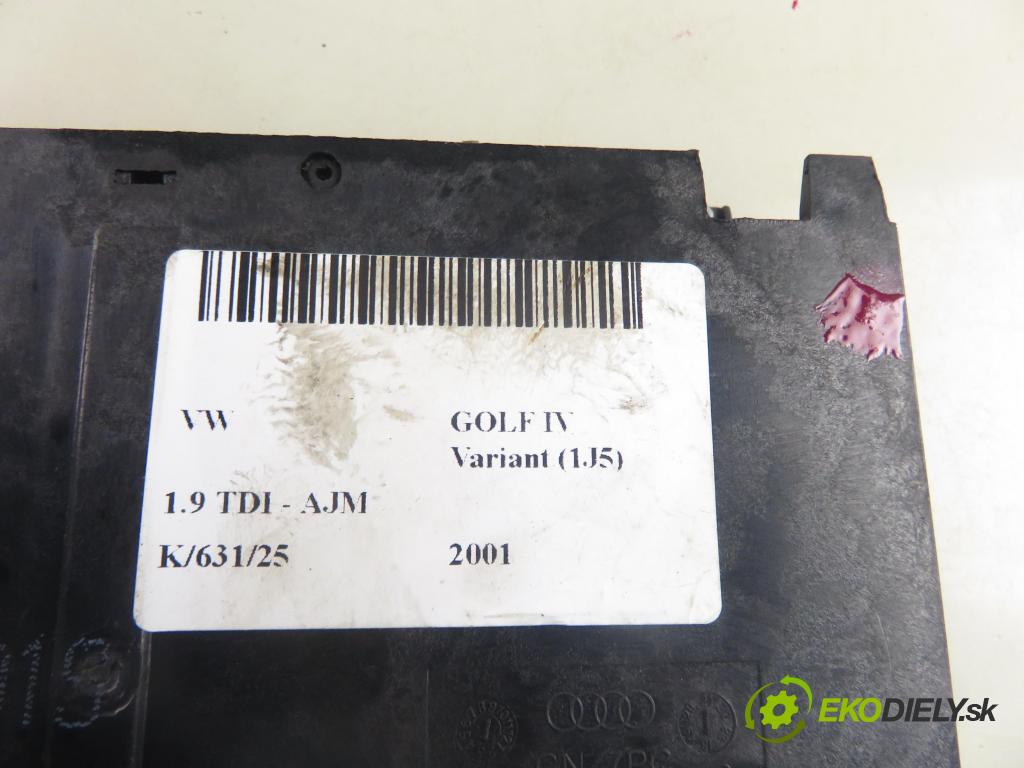 VW GOLF IV
Variant (1J5)
1.9 TDI - AJM
K/631/25 2001
EKODIELY.sk